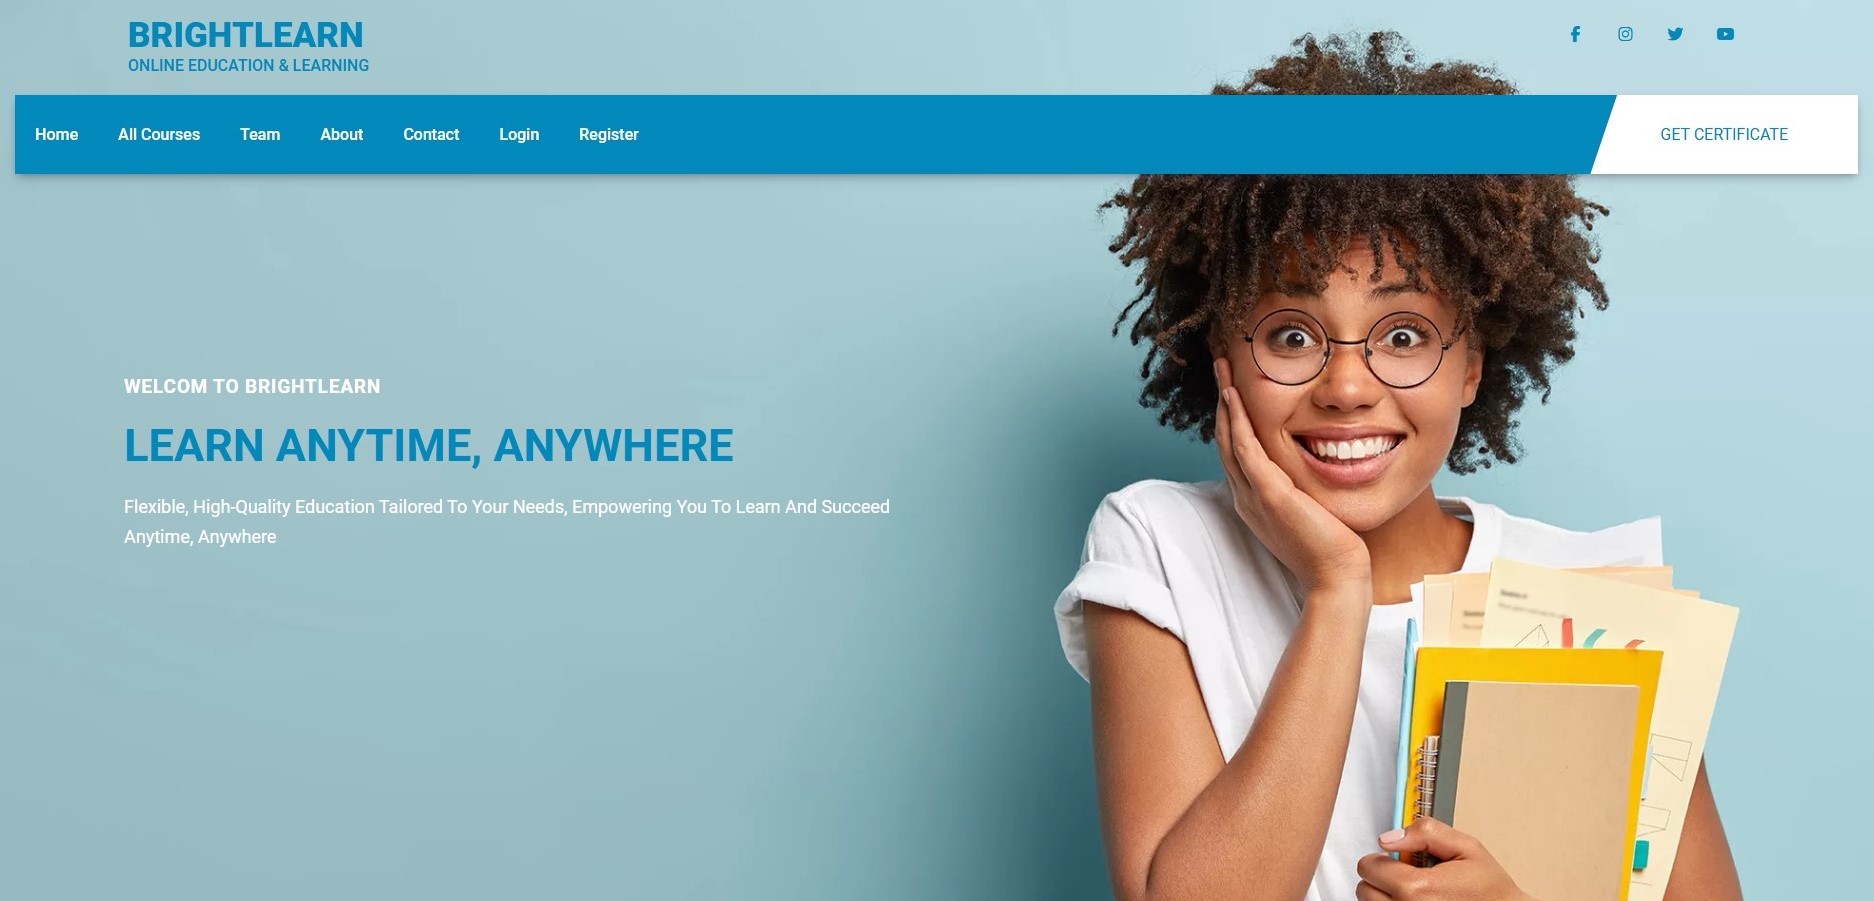 BRIGHTLEARN
ONLINE EDUCATION & LEARNING
Home All Courses Team About Contact Login Register GET CERTIFICATE
WELCOM TO BRIGHTLEARN
LEARN ANYTIME, ANYWHERE
Flexible, High-Quality Education Tailored To Your Needs, Empowering You To Learn And Succeed
Anytime, Anywhere